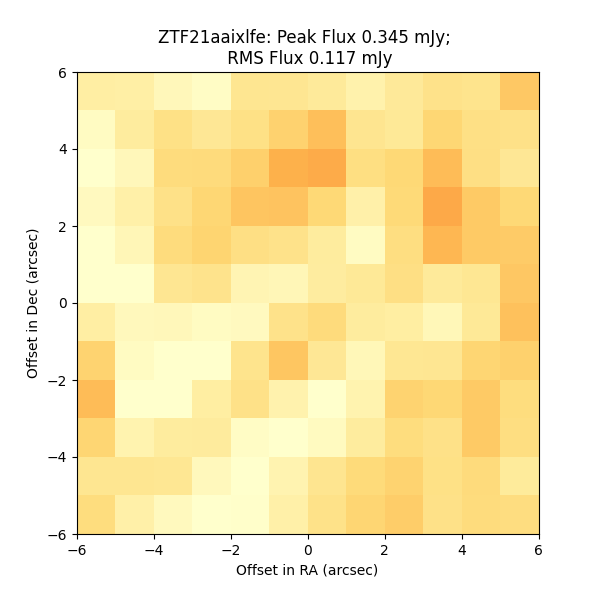 ZTF21aaixlfe: Peak Flux 0.345 mJy;
RMS Flux 0.117 mJy
6
4
2
0
−2
−4
−6
Offset in Dec (arcsec)
−6 −4 −2 0 2 4 6
Offset in RA (arcsec)